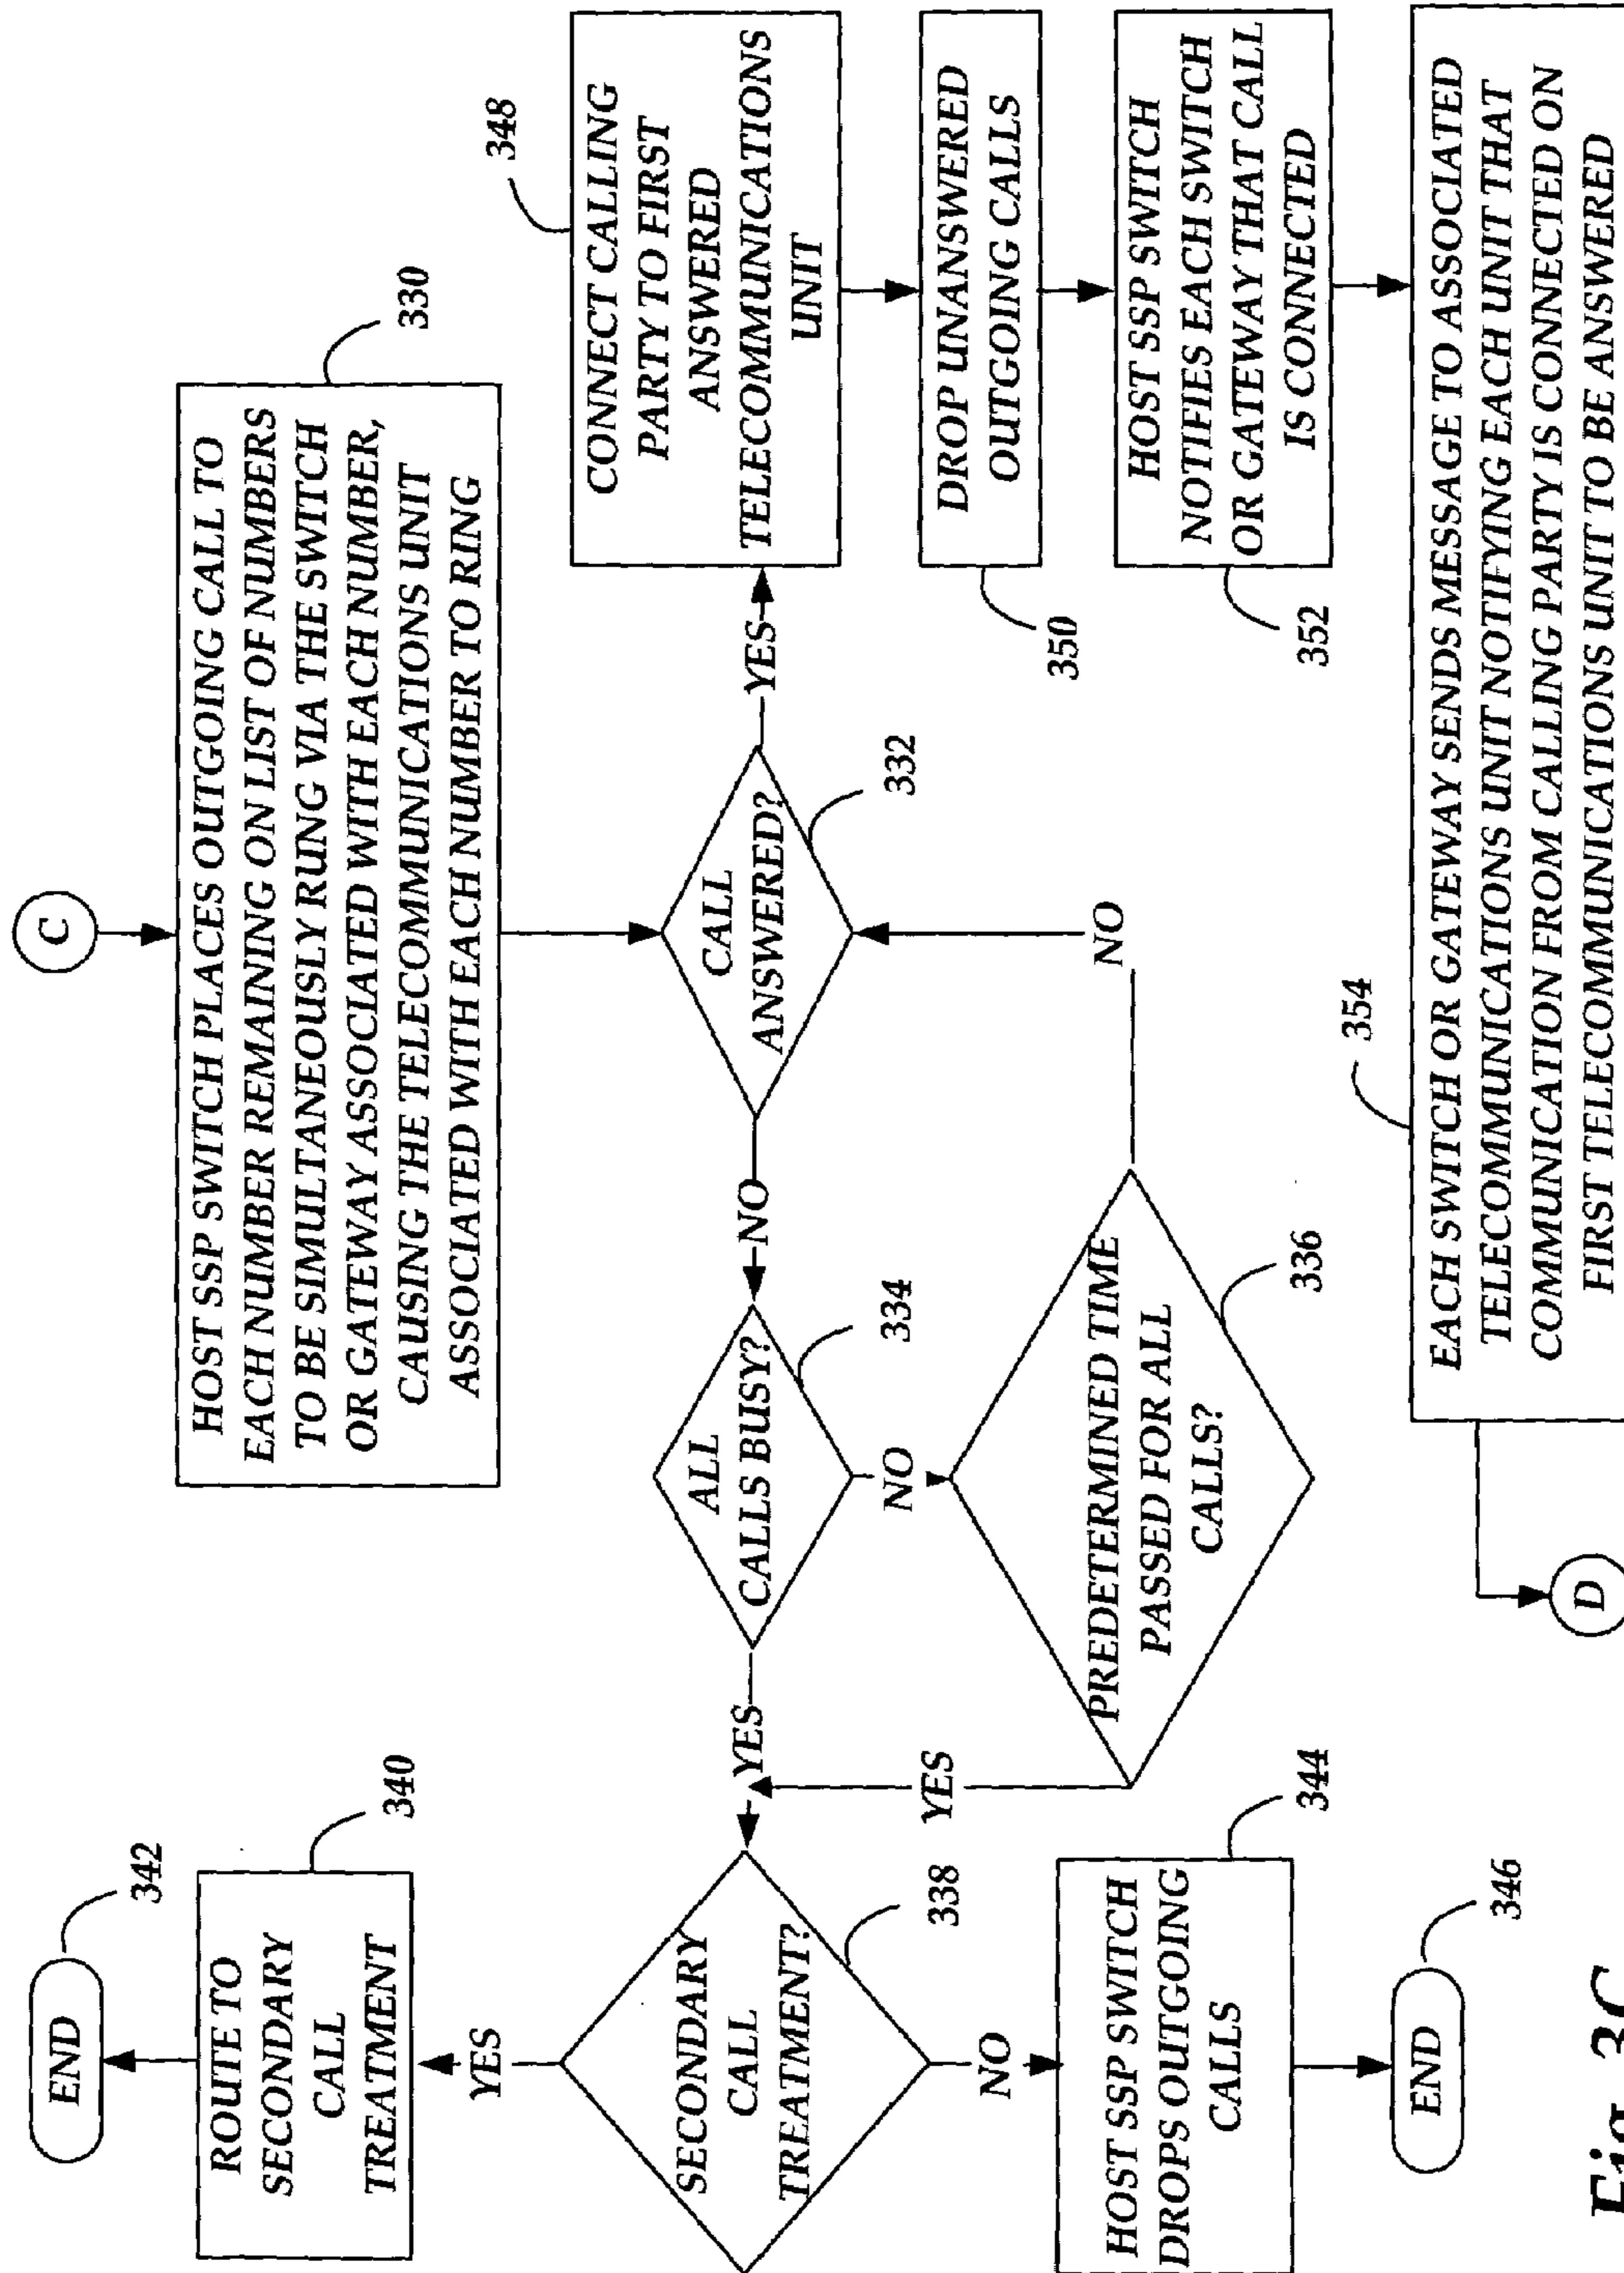 C
HOST SSP SWITCH PLACES OUTGOING CALL TO
EACH NUMBER REMAINING ON LIST OF NUMBERS
TO BE SIMULTANEOUSLY RUNG VIA THE SWITCH
OR GATEWAY ASSOCIATED WITH EACH NUMBER,
CAUSING THE TELECOMMUNICATIONS UNIT
ASSOCIATED WITH EACH NUMBER TO RING
330
CALL
ANSWERED?
332
YES
NO
CONNECT CALLING
PARTY TO FIRST
ANSWERED
TELECOMMUNICATIONS
UNIT
348
DROP UNANSWERED
OUTGOING CALLS
350
HOST SSP SWITCH
NOTIFIES EACH SWITCH
OR GATEWAY THAT CALL
IS CONNECTED
352
EACH SWITCH OR GATEWAY SENDS MESSAGE TO ASSOCIATED
TELECOMMUNICATIONS UNIT NOTIFYING EACH UNIT THAT
COMMUNICATION FROM CALLING PARTY IS CONNECTED ON
FIRST TELECOMMUNICATIONS UNIT TO BE ANSWERED
354
D
ALL
CALLS BUSY?
334
YES
NO
PREDETERMINED TIME
PASSED FOR ALL
CALLS?
336
NO
YES
SECONDARY
CALL
TREATMENT?
338
YES
NO
ROUTE TO
SECONDARY
CALL
TREATMENT
340
END
342
HOST SSP SWITCH
DROPS OUTGOING
CALLS
344
END
346
Fig. 3C